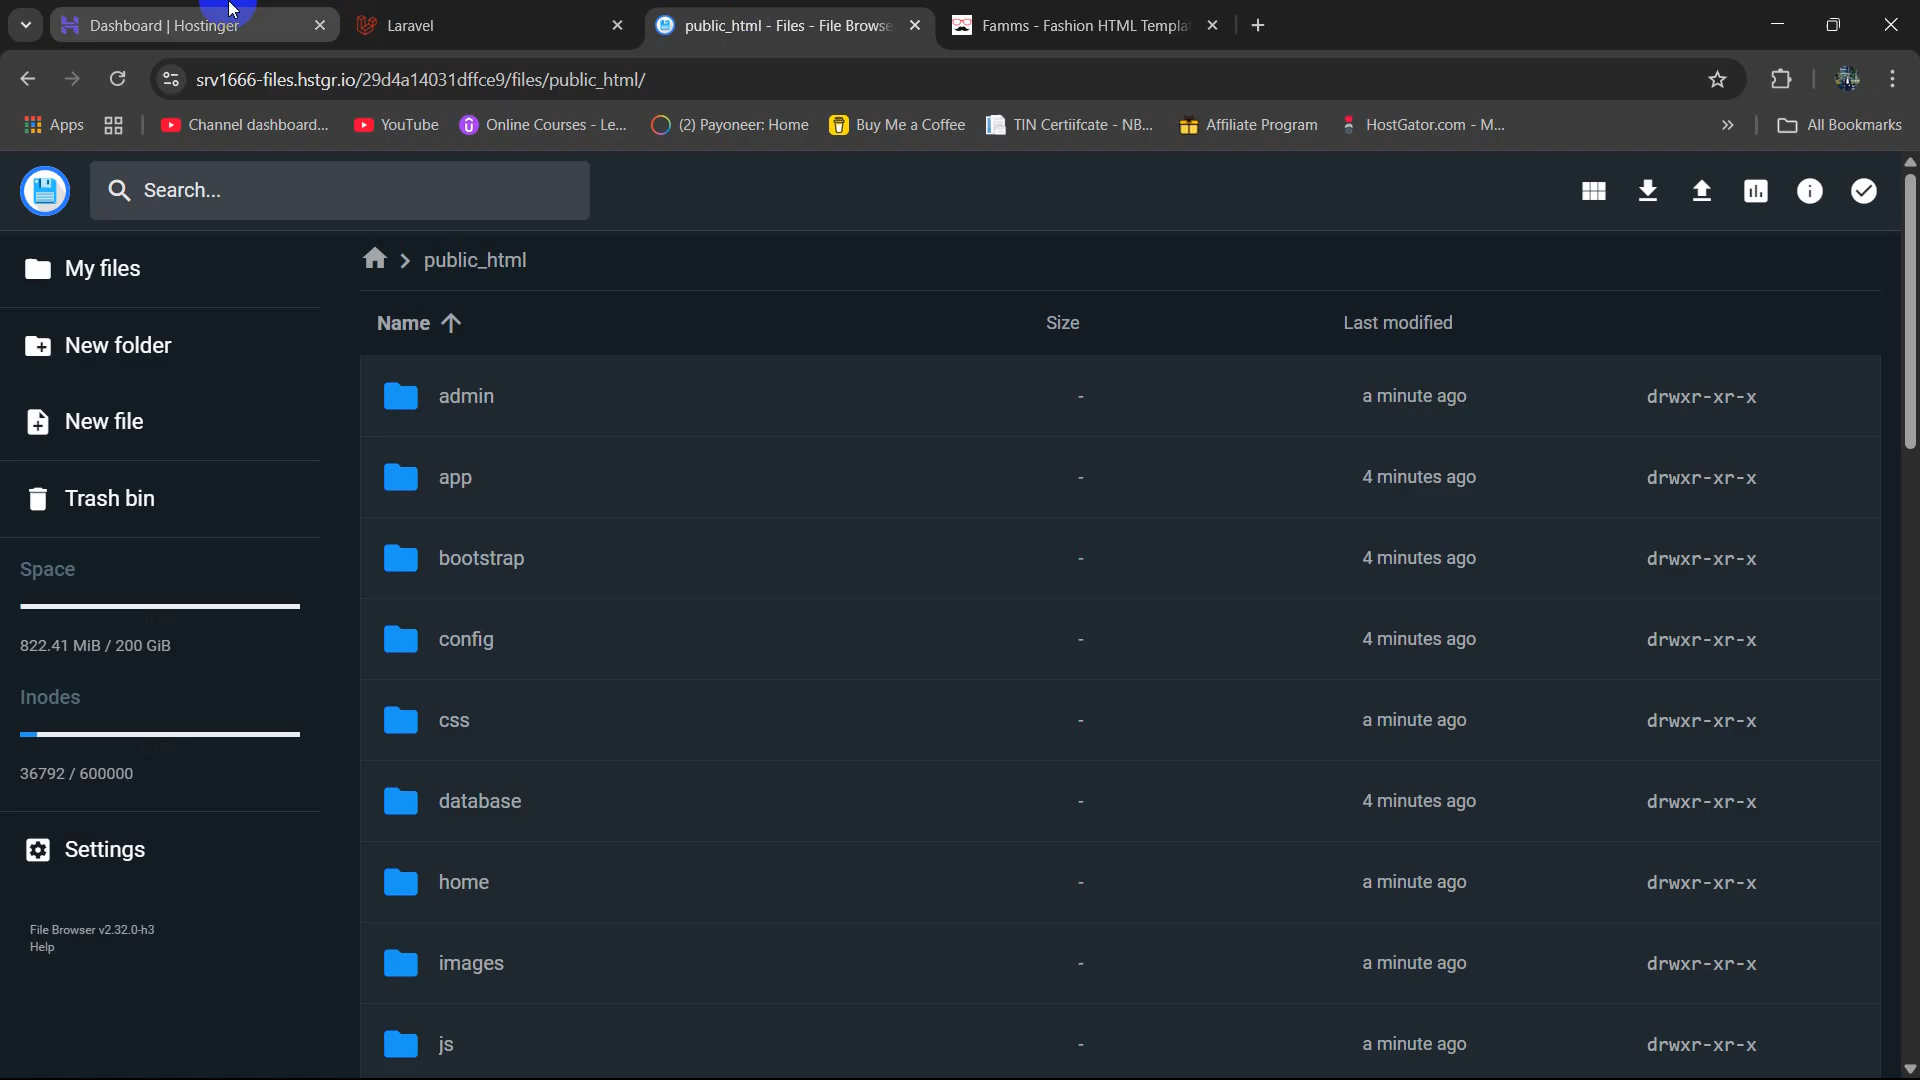 Dashboard | Hostinger
Laravel
public_html - Files - File Browse
Famms - Fashion HTML Templat
srv1666-files.hstgr.io/29d4a14031dffce9/files/public_html/
Apps
Channel dashboard...
YouTube
Online Courses - Le...
(2) Payoneer: Home
Buy Me a Coffee
TIN Certiifcate - NB...
Affiliate Program
HostGator.com - M...
All Bookmarks
Search...
My files
New folder
New file
Trash bin
Space
822.41 MiB / 200 GiB
Inodes
36792 / 600000
Settings
File Browser v2.32.0-h3
Help
public_html
Name Size Last modified
admin - a minute ago drwxr-xr-x
app - 4 minutes ago drwxr-xr-x
bootstrap - 4 minutes ago drwxr-xr-x
config - 4 minutes ago drwxr-xr-x
css - a minute ago drwxr-xr-x
database - 4 minutes ago drwxr-xr-x
home - a minute ago drwxr-xr-x
images - a minute ago drwxr-xr-x
js - a minute ago drwxr-xr-x